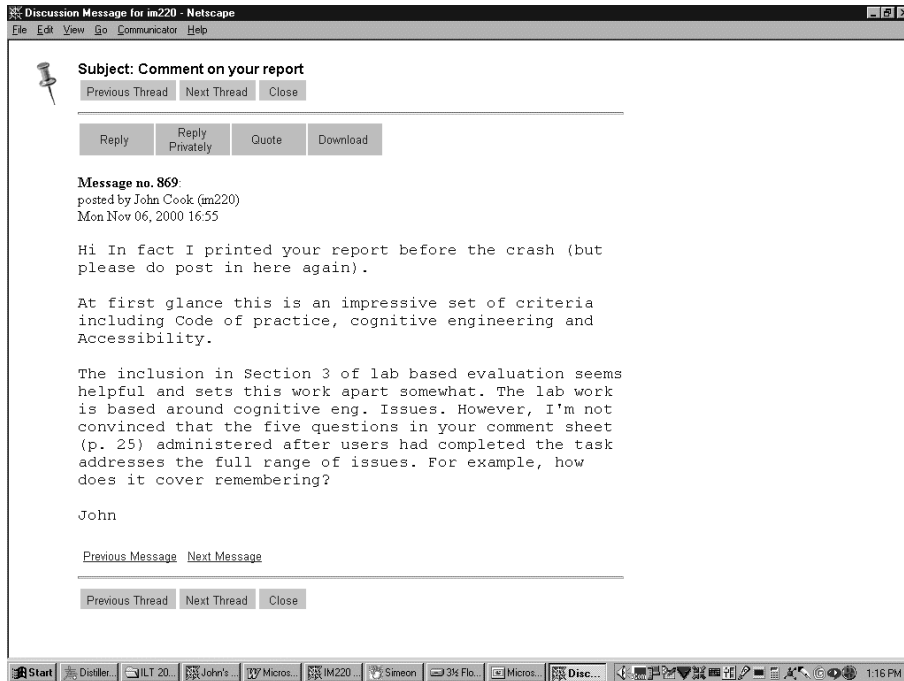 Discussion Message for im220 - Netscape
File Edit View Go Communicator Help
Subject: Comment on your report
Previous Thread Next Thread Close
Reply Reply Privately Quote Download
Message no. 869:
posted by John Cook (im220)
Mon Nov 06, 2000 16:55
Hi In fact I printed your report before the crash (but
please do post in here again).
At first glance this is an impressive set of criteria
including Code of practice, cognitive engineering and
Accessibility.
The inclusion in Section 3 of lab based evaluation seems
helpful and sets this work apart somewhat. The lab work
is based around cognitive eng. Issues. However, I'm not
convinced that the five questions in your comment sheet
(p. 25) administered after users had completed the task
addresses the full range of issues. For example, how
does it cover remembering?
John
Previous Message Next Message
Previous Thread Next Thread Close
Start Distiller... ILT 20... John's ... Micros... IM220 ... Simeon 3½ Flo... Micros... Disc... 1:16 PM